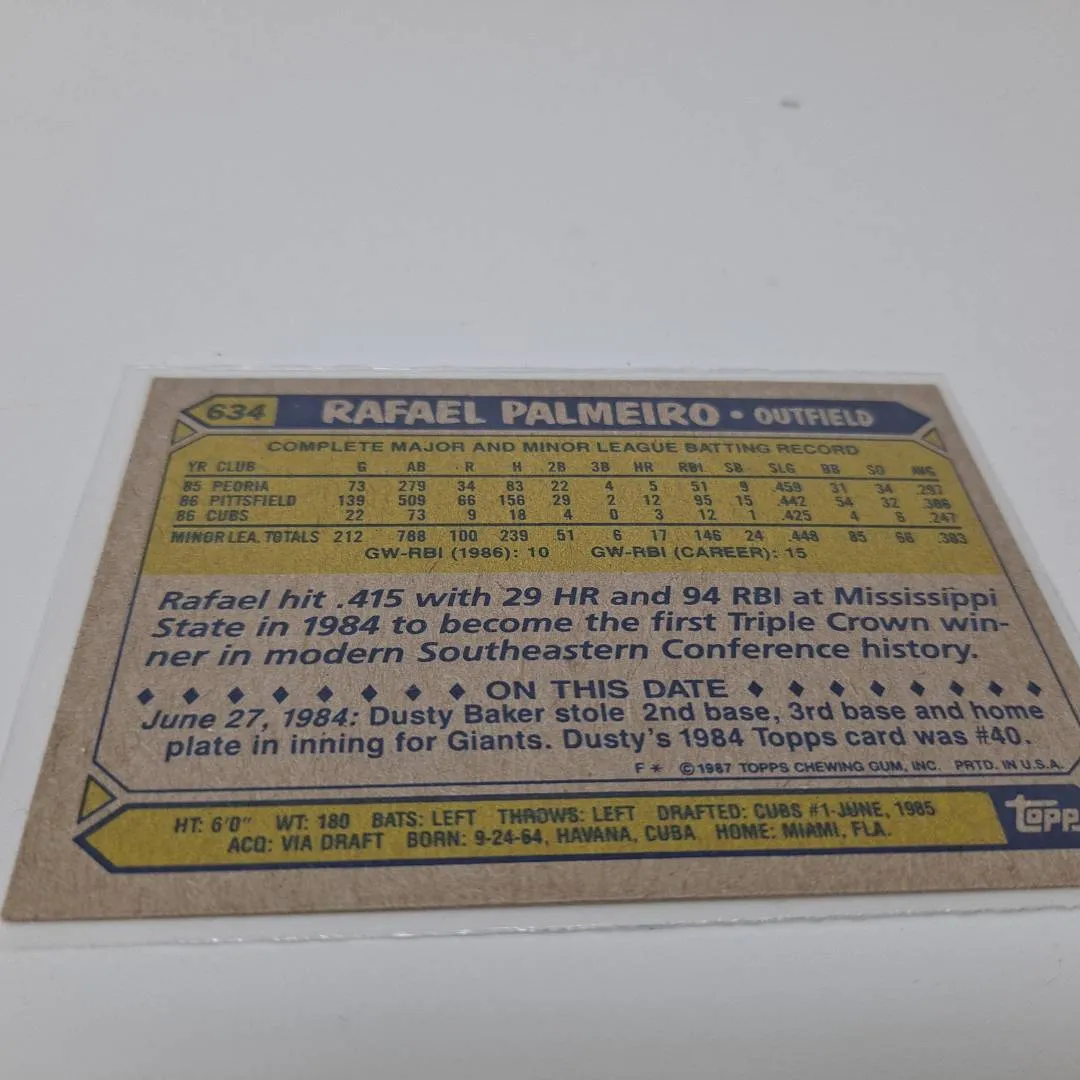 634 RAFAEL PALMEIRO • OUTFIELD
COMPLETE MAJOR AND MINOR LEAGUE BATTING RECORD
YR CLUB G AB R H 2B 3B HR RBI SB SLG BB SO AVG
85 PEORIA 73 279 34 83 22 4 5 51 9 .459 31 34 .297
86 PITTSFIELD 139 509 66 156 29 2 12 95 15 .442 54 32 .306
86 CUBS 22 73 9 18 4 0 3 12 1 .425 4 6 .247
MINOR LEA. TOTALS 212 788 100 239 51 6 17 146 24 .448 85 66 .303
GW-RBI (1986): 10 GW-RBI (CAREER): 15
Rafael hit .415 with 29 HR and 94 RBI at Mississippi
State in 1984 to become the first Triple Crown win-
ner in modern Southeastern Conference history.
ON THIS DATE
June 27, 1984: Dusty Baker stole 2nd base, 3rd base and home
plate in inning for Giants. Dusty's 1984 Topps card was #40.
F* © 1987 TOPPS CHEWING GUM, INC. PRTD. IN U.S.A.
HT: 6'0" WT: 180 BATS: LEFT THROWS: LEFT DRAFTED: CUBS #1-JUNE, 1985
ACQ: VIA DRAFT BORN: 9-24-64, HAVANA, CUBA HOME: MIAMI, FLA.
topp